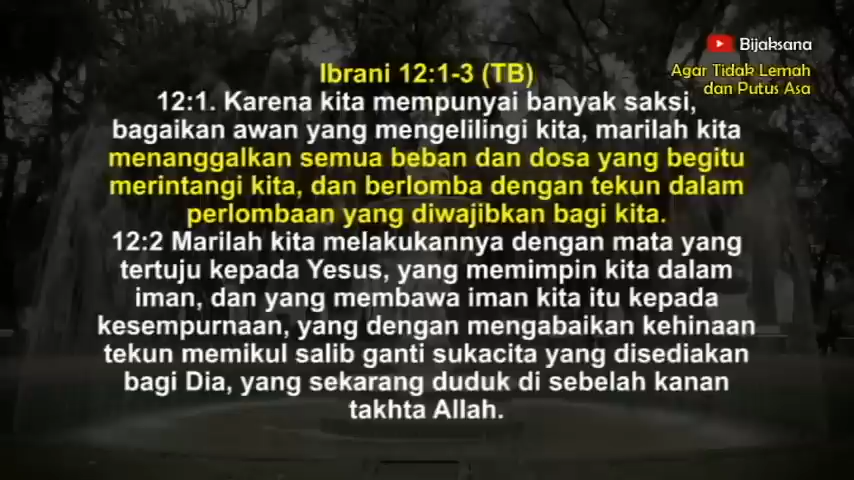 Bijaksana
Agar Tidak Lemah
dan Putus Asa
Ibrani 12:1-3 (TB)
12:1. Karena kita mempunyai banyak saksi,
bagaikan awan yang mengelilingi kita, marilah kita
menanggalkan semua beban dan dosa yang begitu
merintangi kita, dan berlomba dengan tekun dalam
perlombaan yang diwajibkan bagi kita.
12:2 Marilah kita melakukannya dengan mata yang
tertuju kepada Yesus, yang memimpin kita dalam
iman, dan yang membawa iman kita itu kepada
kesempurnaan, yang dengan mengabaikan kehinaan
tekun memikul salib ganti sukacita yang disediakan
bagi Dia, yang sekarang duduk di sebelah kanan
takhta Allah.